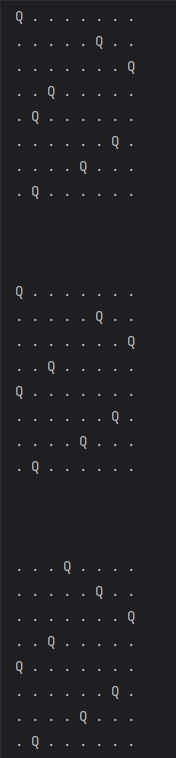 Q . . . . . . .
. . . . . Q . .
. . . . . . . Q
. . Q . . . . .
. Q . . . . . .
. . . . . . Q .
. . . . Q . . .
. Q . . . . . .
Q . . . . . . .
. . . . . Q . .
. . . . . . . Q
. . Q . . . . .
Q . . . . . . .
. . . . . . Q .
. . . . Q . . .
. Q . . . . . .
. . . Q . . . .
. . . . . Q . .
. . . . . . . Q
. . Q . . . . .
Q . . . . . . .
. . . . . . Q .
. . . . Q . . .
. Q . . . . . .